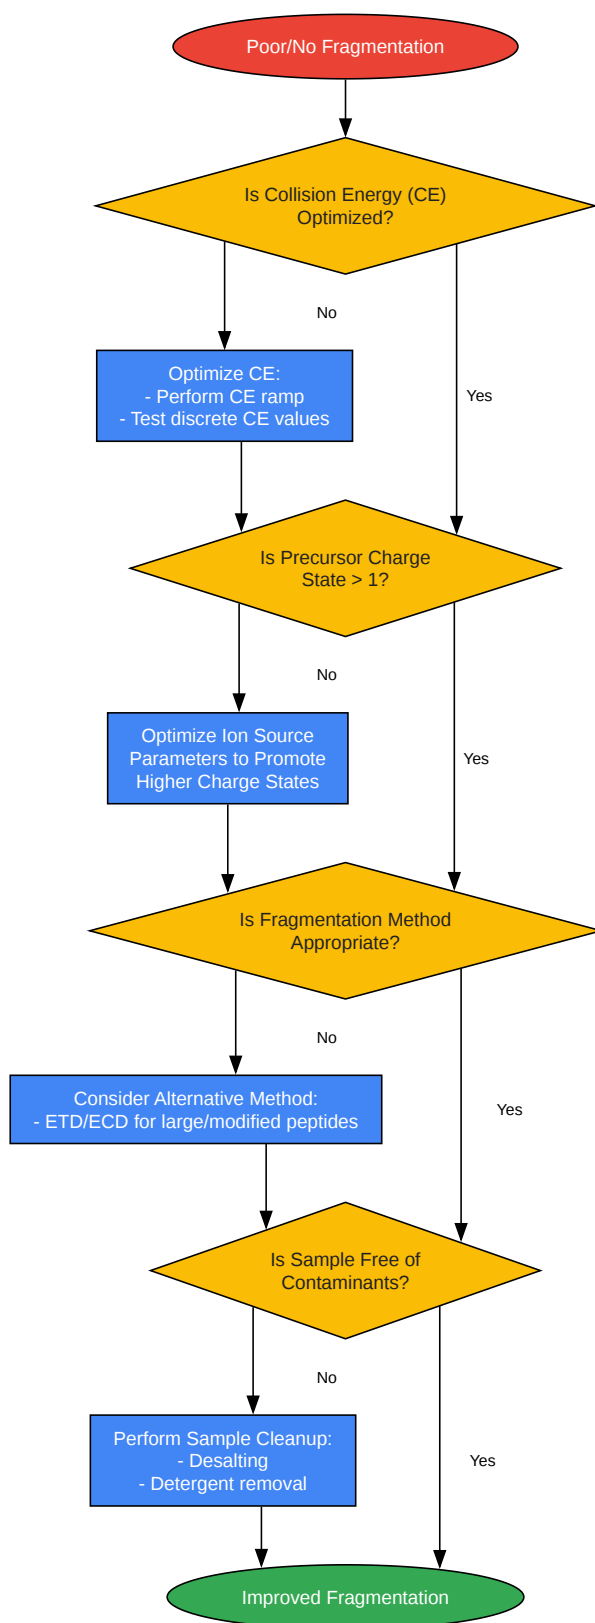 Poor/No Fragmentation
Is Collision Energy (CE)
Optimized?
No
Optimize CE:
- Perform CE ramp
- Test discrete CE values
Yes
Is Precursor Charge
State > 1?
No
Optimize Ion Source
Parameters to Promote
Higher Charge States
Yes
Is Fragmentation Method
Appropriate?
No
Consider Alternative Method:
- ETD/ECD for large/modified peptides
Yes
Is Sample Free of
Contaminants?
No
Perform Sample Cleanup:
- Desalting
- Detergent removal
Yes
Improved Fragmentation